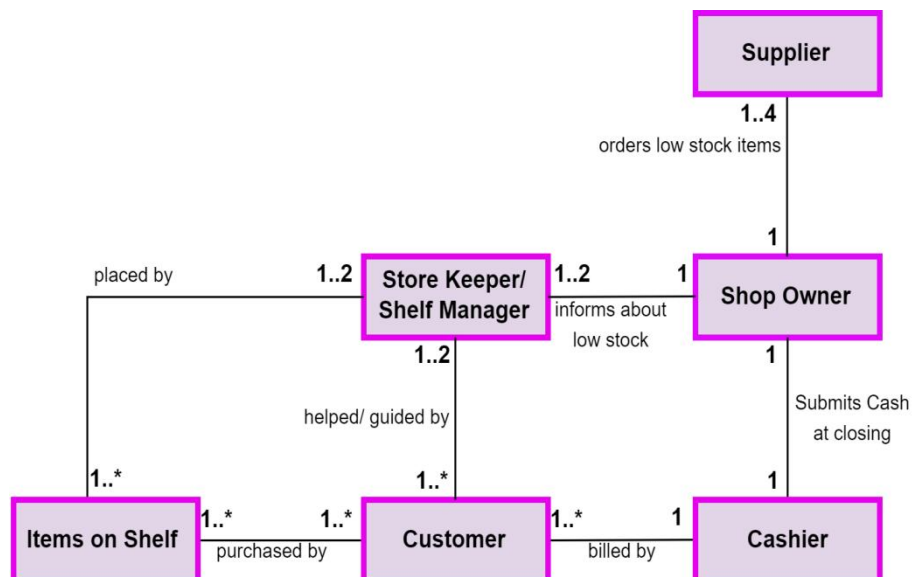 Supplier
1..4
orders low stock items
1
placed by
1..2
Store Keeper/
Shelf Manager
1..2
1
informs about
low stock
Shop Owner
1..2
1
helped/ guided by
Submits Cash
at closing
1..*
1..*
1
Items on Shelf
1..*
1..*
purchased by
Customer
1..*
1
billed by
Cashier